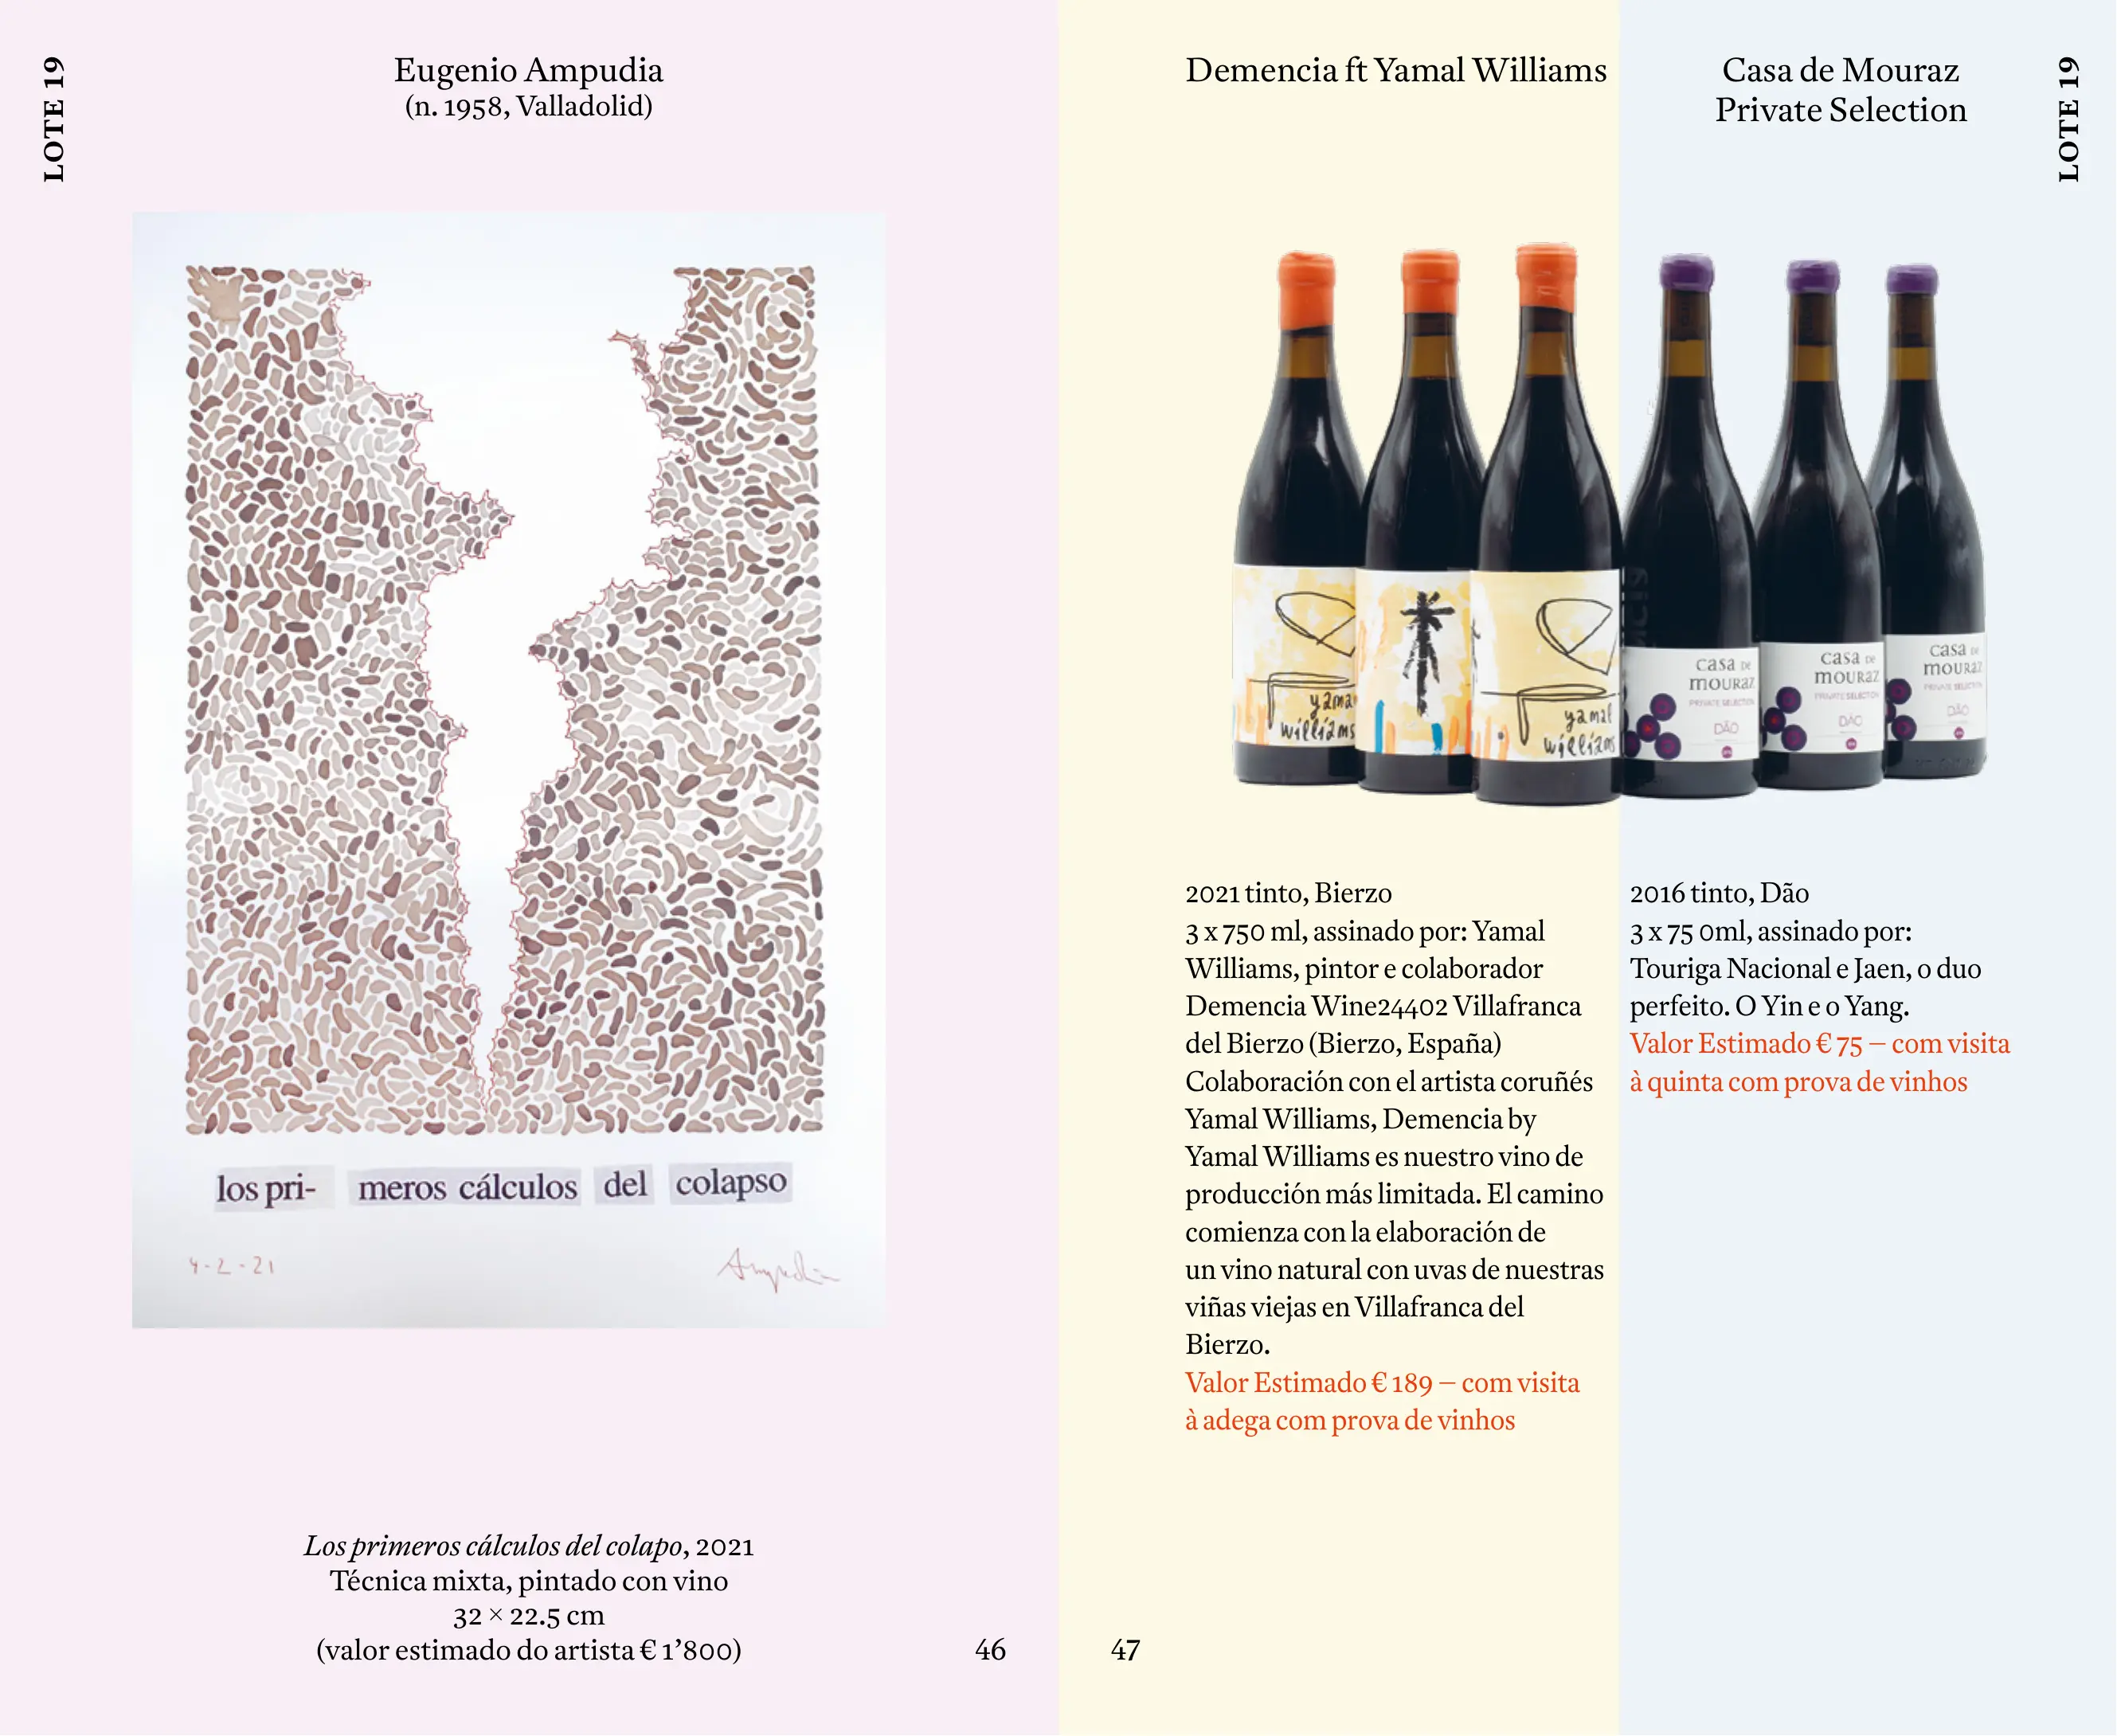 LOTE 19
Eugenio Ampudia
(n. 1958, Valladolid)
los pri- meros cálculos del colapso
4-2-21
Ampudia
Los primeros cálculos del colapo, 2021
Técnica mixta, pintado con vino
32 × 22.5 cm
(valor estimado do artista € 1’800)
46
Demencia ft Yamal Williams
yama
williams
yamal
williams
2021 tinto, Bierzo
3 x 750 ml, assinado por: Yamal
Williams, pintor e colaborador
Demencia Wine24402 Villafranca
del Bierzo (Bierzo, España)
Colaboración con el artista coruñés
Yamal Williams, Demencia by
Yamal Williams es nuestro vino de
producción más limitada. El camino
comienza con la elaboración de
un vino natural con uvas de nuestras
viñas viejas en Villafranca del
Bierzo.
Valor Estimado € 189 – com visita
à adega com prova de vinhos
47
Casa de Mouraz
Private Selection
LOTE 19
casa de
mouraz
PRIVATE SELECTION
DÃO
casa de
mouraz
PRIVATE SELECTION
DÃO
casa de
mouraz
PRIVATE SELECTION
DÃO
2016 tinto, Dão
3 x 75 0ml, assinado por:
Touriga Nacional e Jaen, o duo
perfeito. O Yin e o Yang.
Valor Estimado € 75 – com visita
à quinta com prova de vinhos